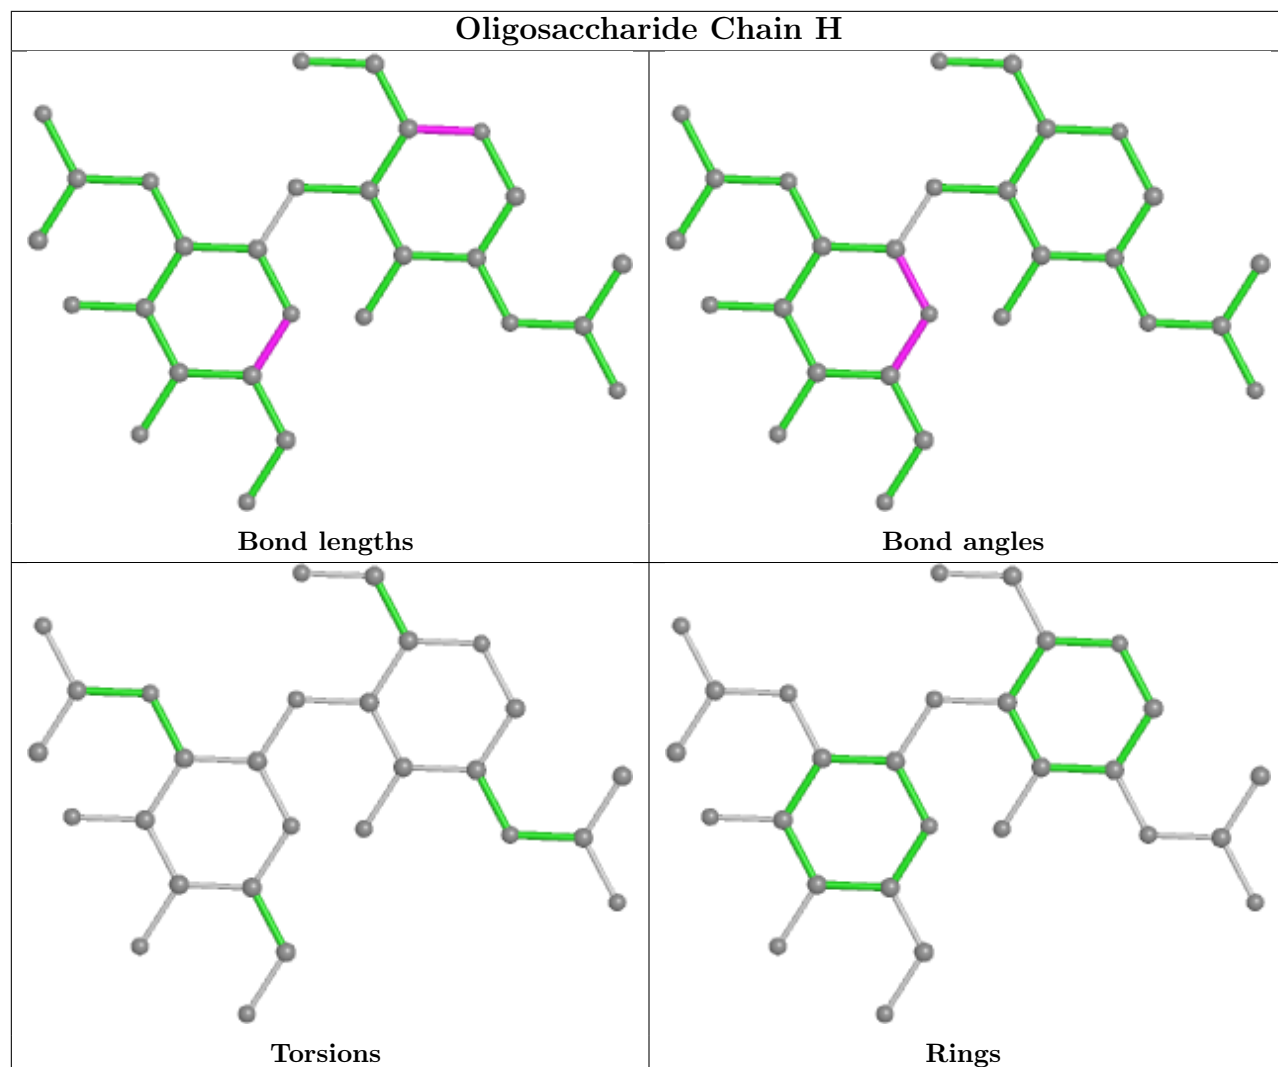 Oligosaccharide Chain H
Bond lengths
Bond angles
Torsions
Rings